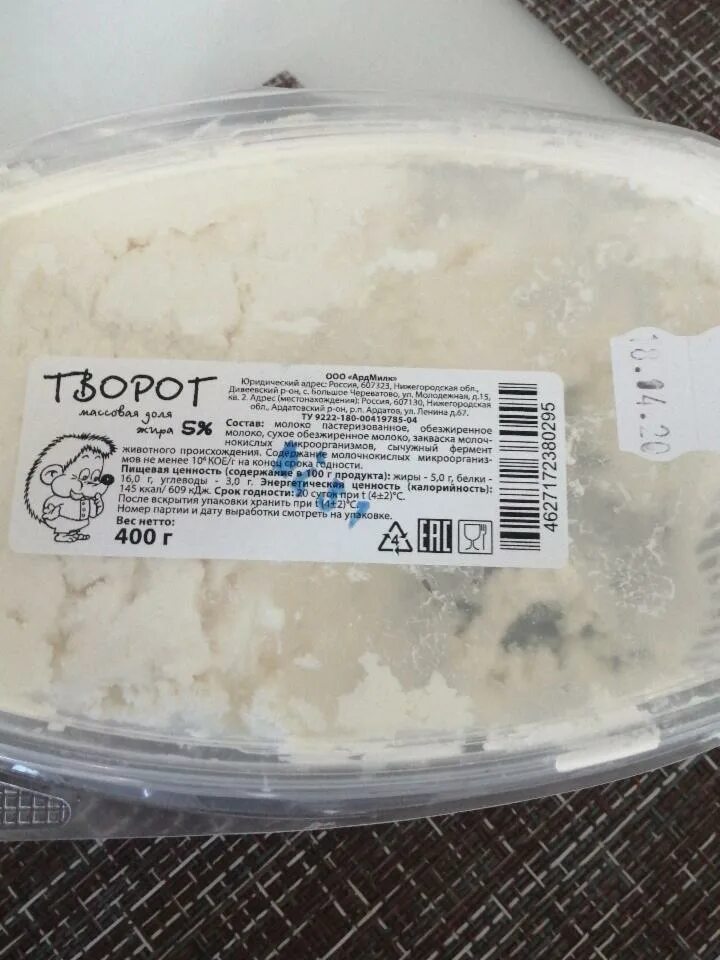 ТВОРОГ
массовая доля
жира 5%
ООО «АрдМилк»
Юридический адрес: Россия, 607323, Нижегородская обл.,
Дивеевский р-он, с. Большое Череватово, ул. Молодежная, д.15,
кв. 2. Адрес (местонахождения): Россия, 607130, Нижегородская
обл., Ардатовский р-он, р.п. Ардатов, ул. Ленина д.67.
ТУ 9222-180-00419785-04
Состав: молоко пастеризованное, обезжиренное
молоко, сухое обезжиренное молоко, закваска молоч-
нокислых микроорганизмов, сычужный фермент
животного происхождения. Содержание молочнокислых микроорганиз-
мов не менее 10⁶ КОЕ/г на конец срока годности.
Пищевая ценность (содержание в 100 г продукта): жиры - 5,0 г, белки -
16,0 г, углеводы - 3,0 г. Энергетическая ценность (калорийность):
145 ккал/ 609 кДж. Срок годности: 20 суток при t (4±2)°С.
После вскрытия упаковки хранить при t (4±2)°С
Номер партии и дату выработки смотреть на упаковке.
Вес нетто:
400 г
4
EAC
4627172380295
18.04.20